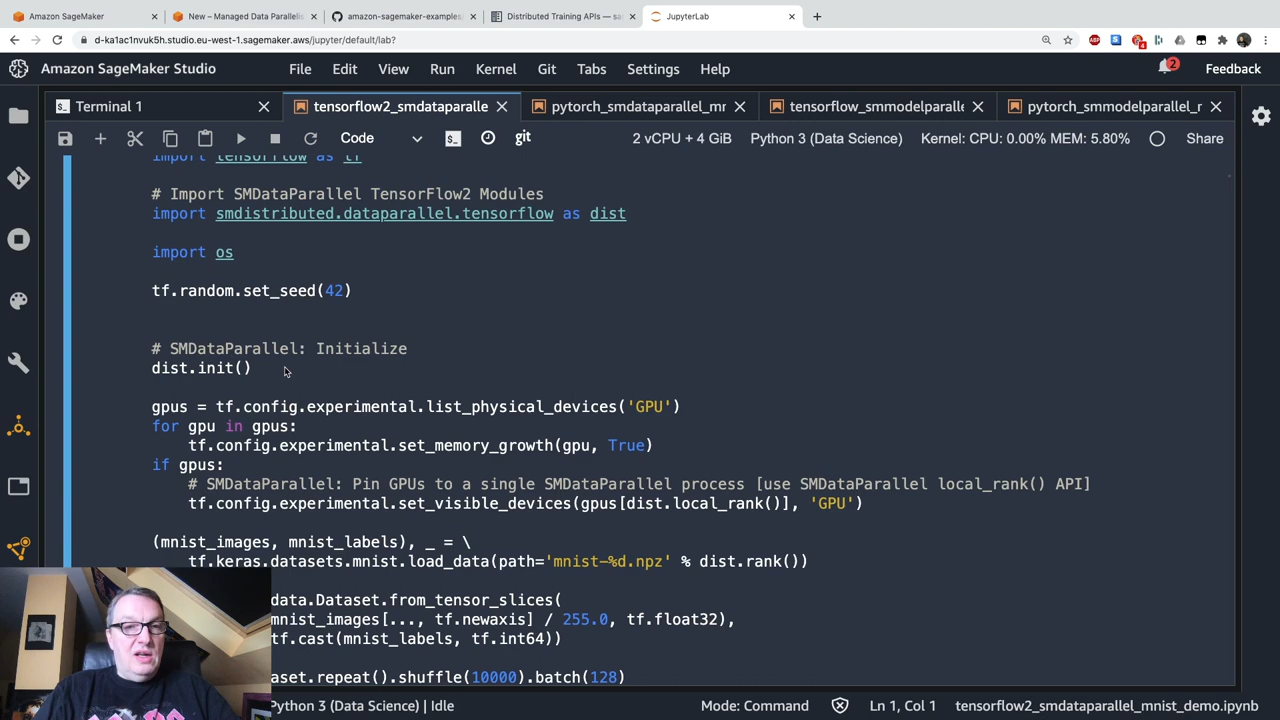 Amazon SageMaker
New – Managed Data Parallelis
amazon-sagemaker-examples
Distributed Training APIs — sag
JupyterLab
d-ka1ac1nvuk5h.studio.eu-west-1.sagemaker.aws/jupyter/default/lab?
Amazon SageMaker Studio
File Edit View Run Kernel Git Tabs Settings Help
2
Feedback
Terminal 1
tensorflow2_smdataparalle
pytorch_smdataparallel_mr
tensorflow_smmodelparalle
pytorch_smmodelparallel_r
Code
git
2 vCPU + 4 GiB
Python 3 (Data Science)
Kernel: CPU: 0.00% MEM: 5.80%
Share
import tensorflow as tf
# Import SMDataParallel TensorFlow2 Modules
import smdistributed.dataparallel.tensorflow as dist
import os
tf.random.set_seed(42)
# SMDataParallel: Initialize
dist.init()
gpus = tf.config.experimental.list_physical_devices('GPU')
for gpu in gpus:
tf.config.experimental.set_memory_growth(gpu, True)
if gpus:
# SMDataParallel: Pin GPUs to a single SMDataParallel process [use SMDataParallel local_rank() API]
tf.config.experimental.set_visible_devices(gpus[dist.local_rank()], 'GPU')
(mnist_images, mnist_labels), _ = \
tf.keras.datasets.mnist.load_data(path='mnist-%d.npz' % dist.rank())
data.Dataset.from_tensor_slices(
mnist_images[..., tf.newaxis] / 255.0, tf.float32),
tf.cast(mnist_labels, tf.int64))
aset.repeat().shuffle(10000).batch(128)
Python 3 (Data Science) | Idle
Mode: Command
Ln 1, Col 1
tensorflow2_smdataparallel_mnist_demo.ipynb